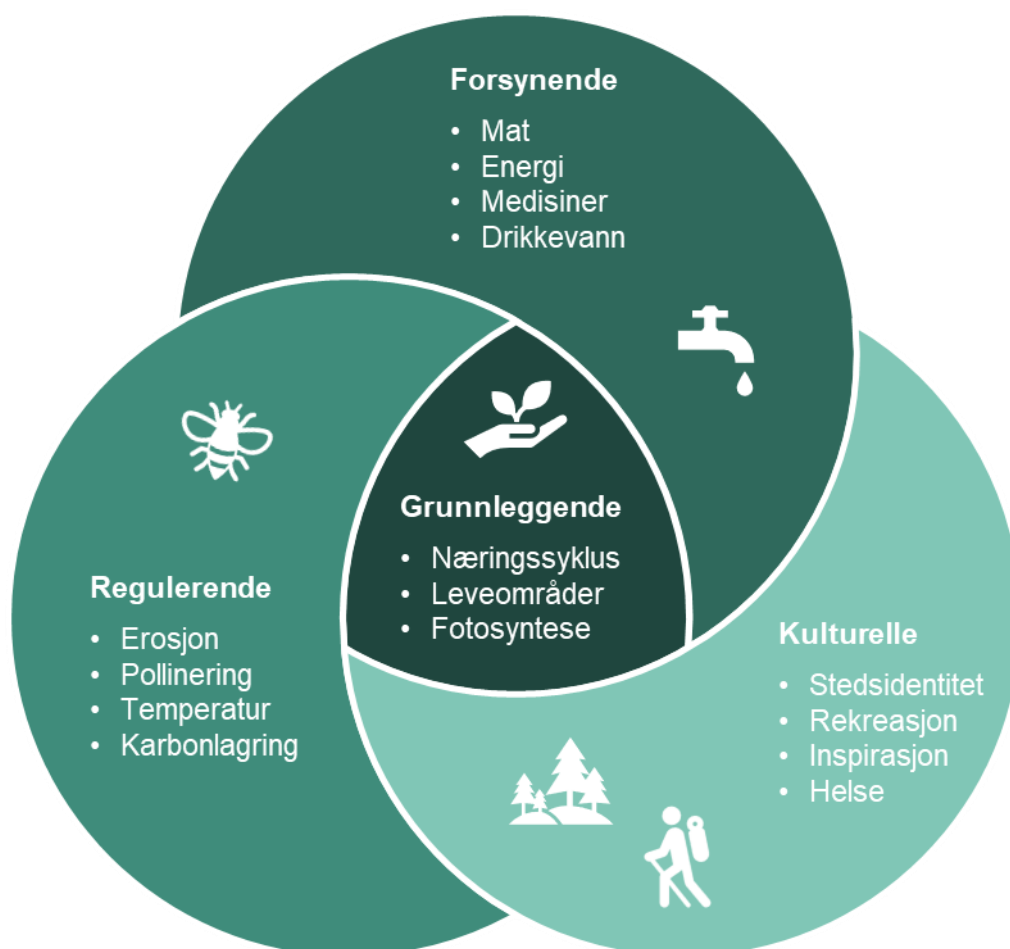 Forsynende
• Mat
• Energi
• Medisiner
• Drikkevann
Grunnleggende
• Næringssyklus
• Leveområder
• Fotosyntese
Regulerende
• Erosjon
• Pollinering
• Temperatur
• Karbonlagring
Kulturelle
• Stedsidentitet
• Rekreasjon
• Inspirasjon
• Helse